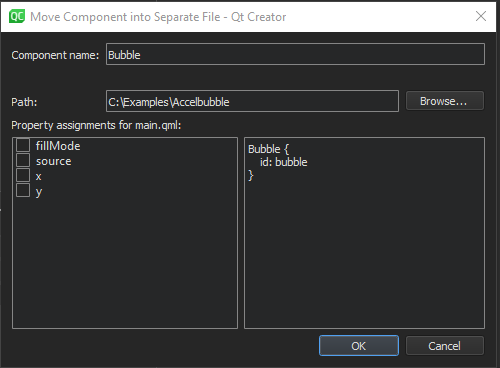 QC Move Component into Separate File - Qt Creator
Component name: Bubble
Path: C:\Examples\Accelbubble Browse...
Property assignments for main.qml:
fillMode
source
x
y
Bubble {
id: bubble
}
OK Cancel